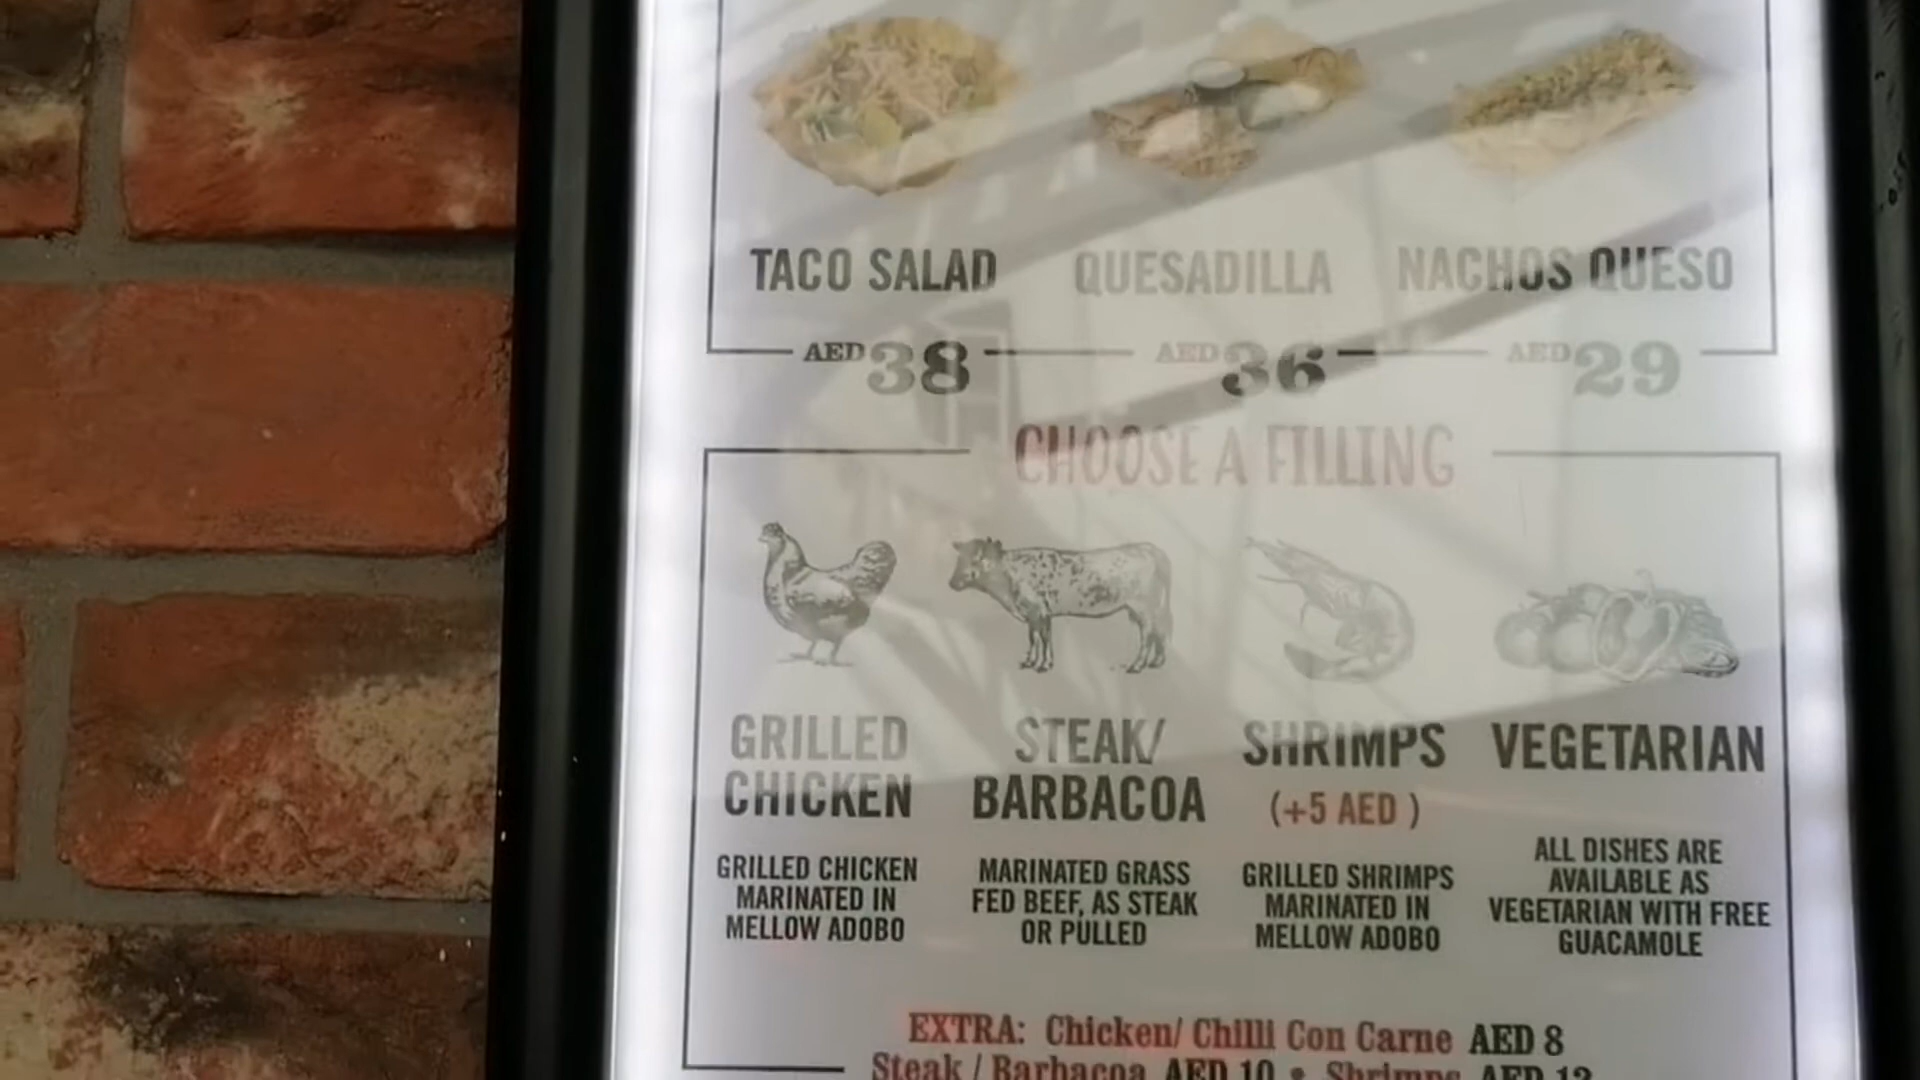 TACO SALAD QUESADILLA NACHOS QUESO
AED 38 AED 36 AED 29
CHOOSE A FILLING
GRILLED CHICKEN
STEAK/ BARBACOA
SHRIMPS
(+5 AED )
VEGETARIAN
GRILLED CHICKEN
MARINATED IN
MELLOW ADOBO
MARINATED GRASS
FED BEEF, AS STEAK
OR PULLED
GRILLED SHRIMPS
MARINATED IN
MELLOW ADOBO
ALL DISHES ARE
AVAILABLE AS
VEGETARIAN WITH FREE
GUACAMOLE
EXTRA: Chicken/ Chilli Con Carne AED 8
Steak / Barbacoa AED 10 • Shrimps AED